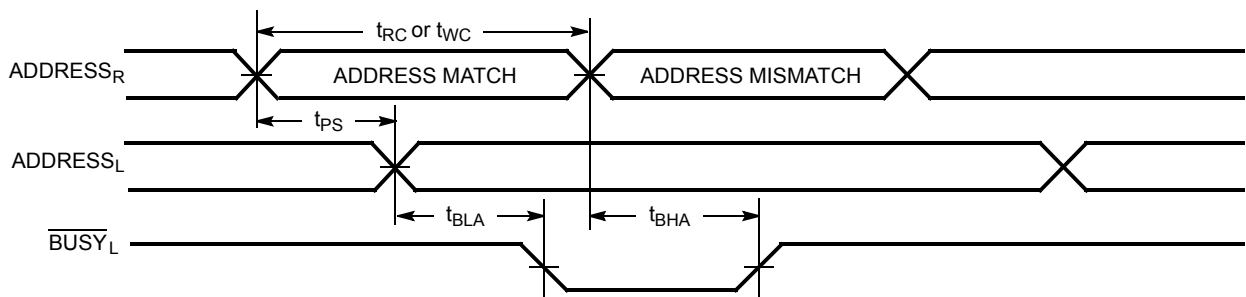 tRC or tWC
ADDRESSR
ADDRESS MATCH
ADDRESS MISMATCH
tPS
ADDRESSL
tBLA
tBHA
BUSYL